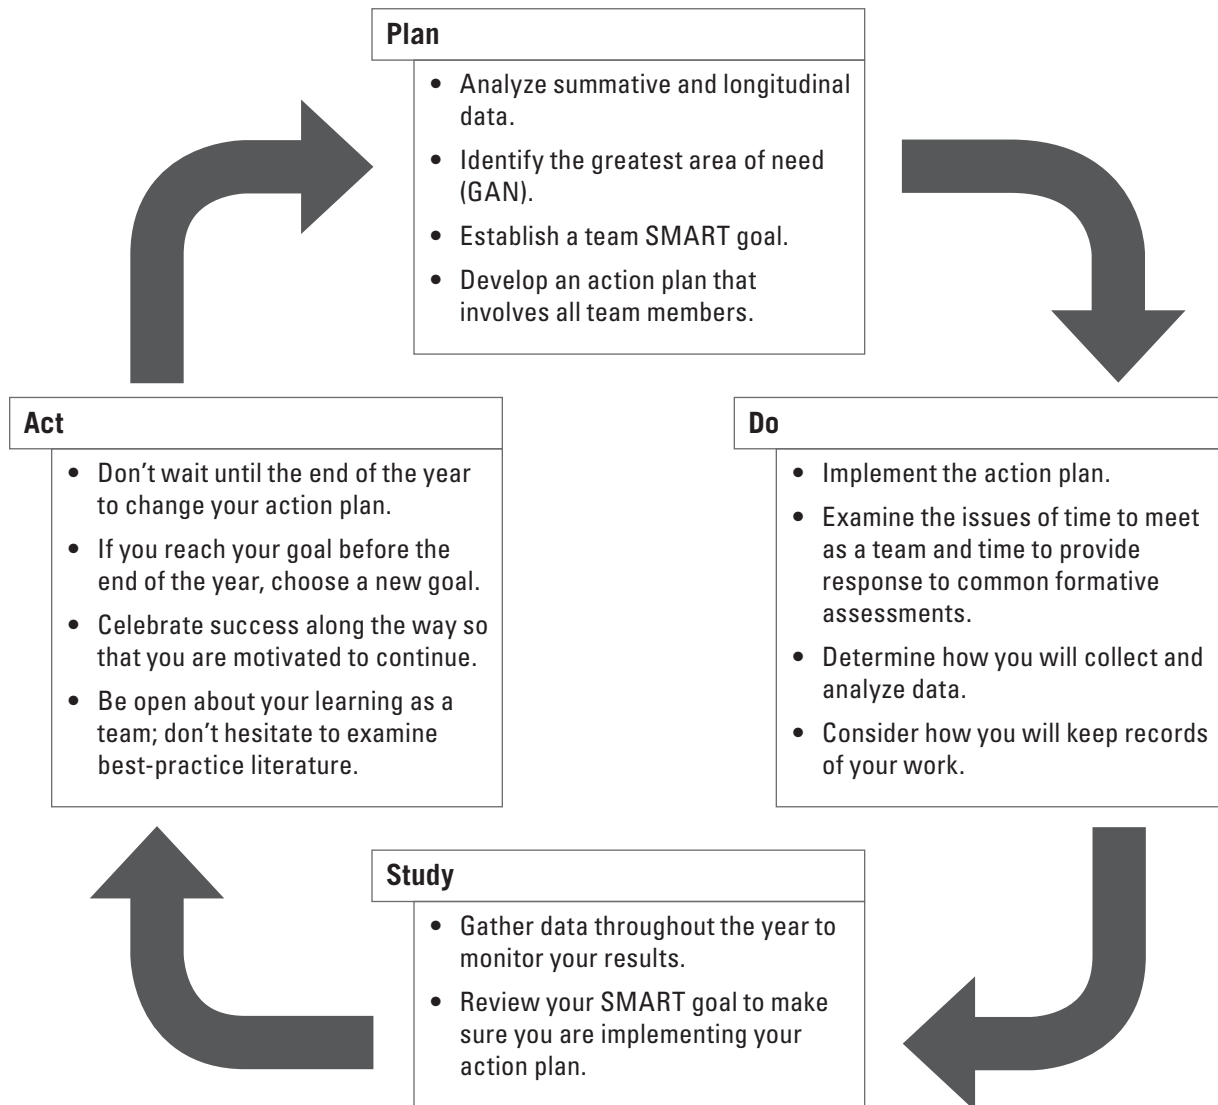 Plan
• Analyze summative and longitudinal
data.
• Identify the greatest area of need
(GAN).
• Establish a team SMART goal.
• Develop an action plan that
involves all team members.
Do
• Implement the action plan.
• Examine the issues of time to meet
as a team and time to provide
response to common formative
assessments.
• Determine how you will collect and
analyze data.
• Consider how you will keep records
of your work.
Study
• Gather data throughout the year to
monitor your results.
• Review your SMART goal to make
sure you are implementing your
action plan.
Act
• Don’t wait until the end of the year
to change your action plan.
• If you reach your goal before the
end of the year, choose a new goal.
• Celebrate success along the way so
that you are motivated to continue.
• Be open about your learning as a
team; don’t hesitate to examine
best-practice literature.